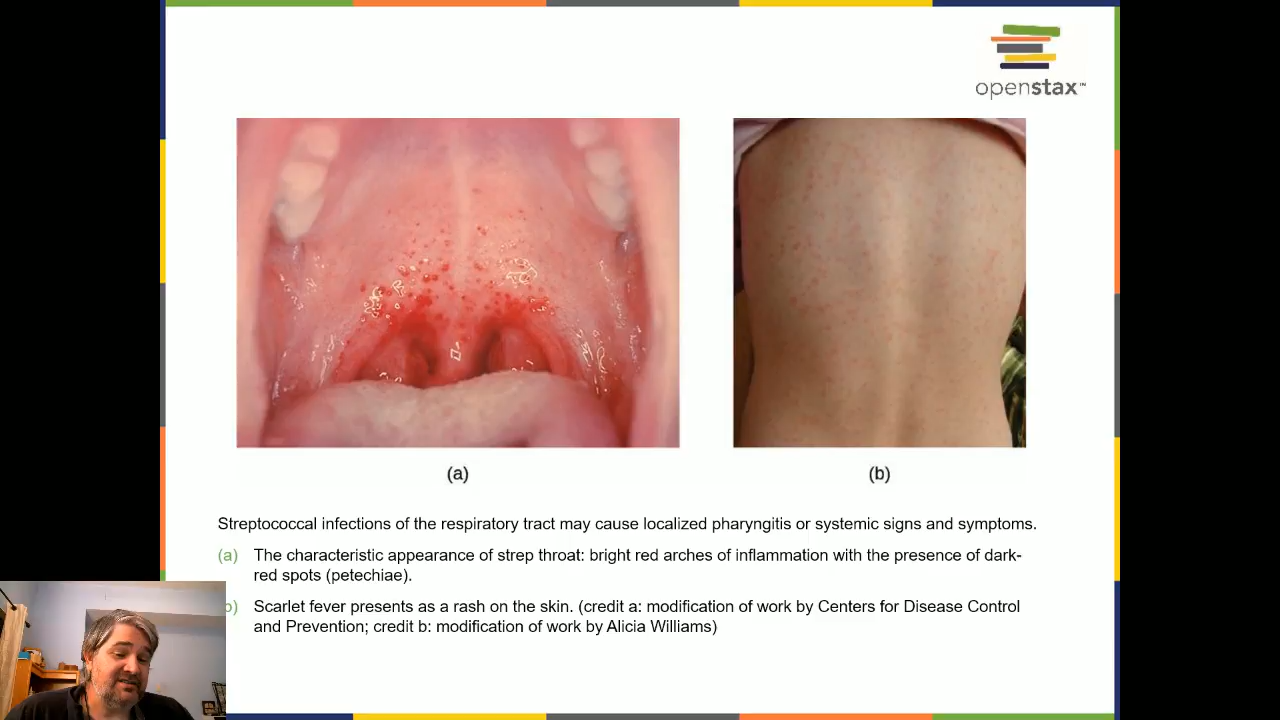 openstax™
(a)
(b)
Streptococcal infections of the respiratory tract may cause localized pharyngitis or systemic signs and symptoms.
(a) The characteristic appearance of strep throat: bright red arches of inflammation with the presence of dark-
red spots (petechiae).
b) Scarlet fever presents as a rash on the skin. (credit a: modification of work by Centers for Disease Control
and Prevention; credit b: modification of work by Alicia Williams)